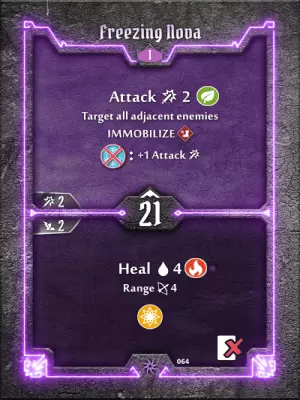 Freezing Nova
1
Attack 2
Target all adjacent enemies
IMMOBILIZE
: +1 Attack
2
21
2
Heal 4
Range 4
064